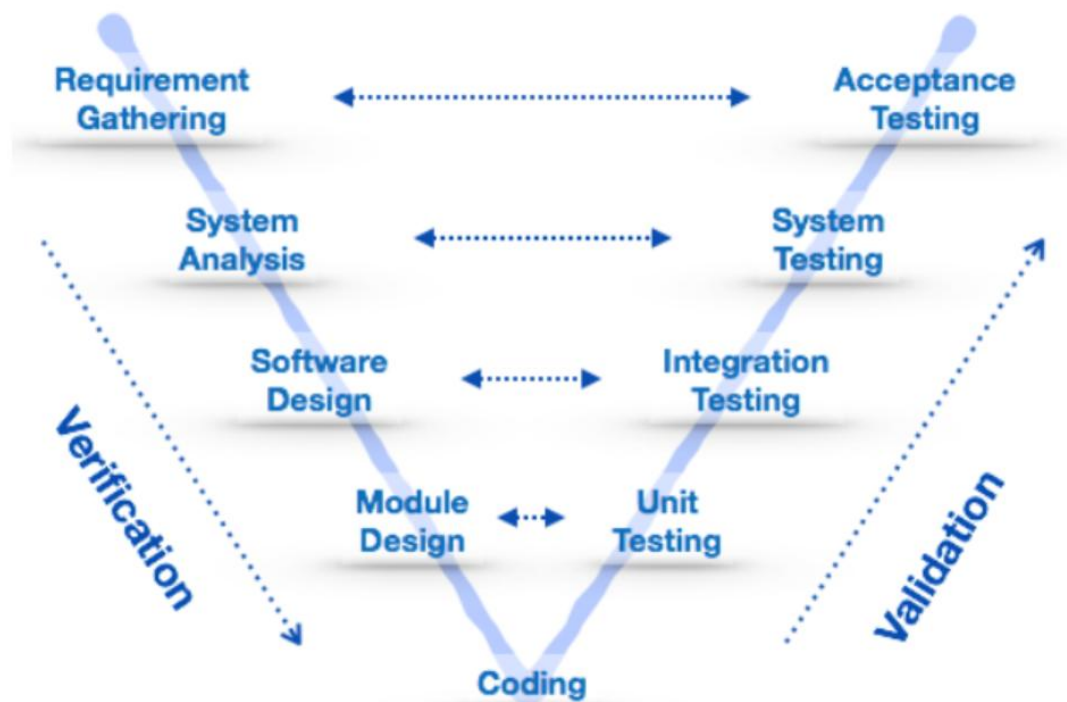 Requirement
Gathering
Acceptance
Testing
System
Analysis
System
Testing
Software
Design
Integration
Testing
Module
Design
Unit
Testing
Coding
Verification
Validation